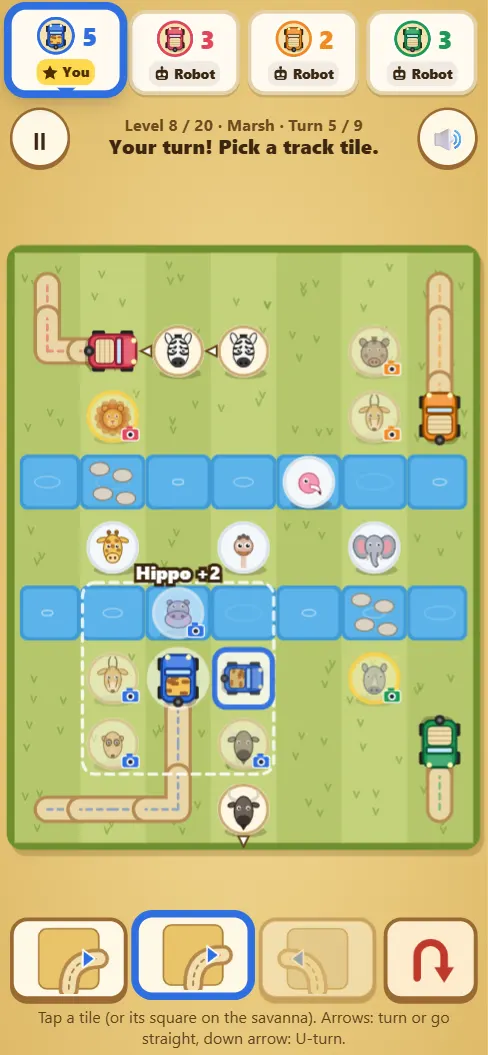 5
You
3
Robot
2
Robot
3
Robot
Level 8 / 20 · Marsh · Turn 5 / 9
Your turn! Pick a track tile.
Hippo +2
Tap a tile (or its square on the savanna). Arrows: turn or go
straight, down arrow: U-turn.